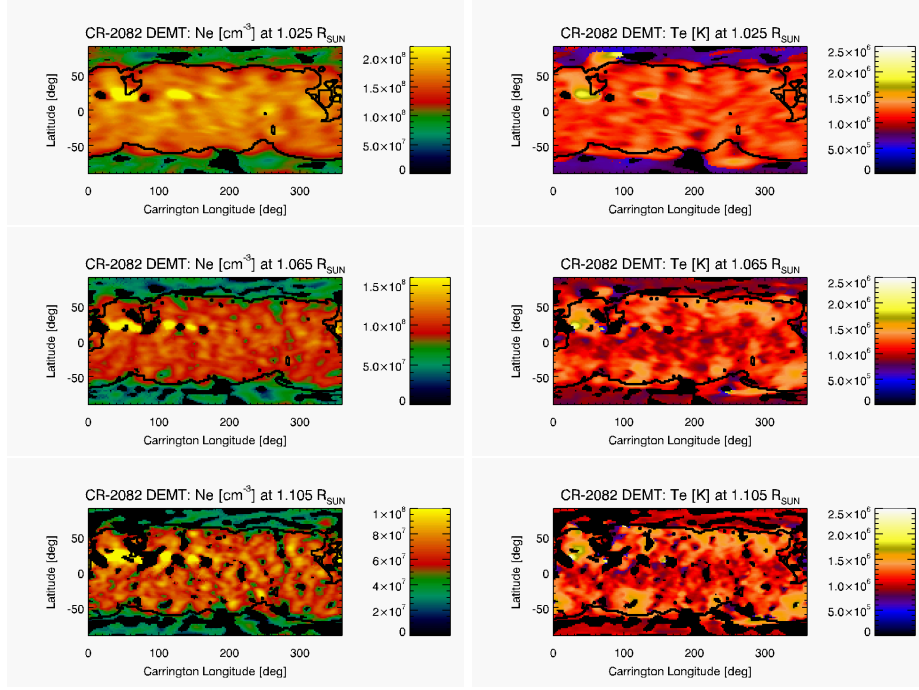 CR-2082 DEMT: Ne [cm⁻³] at 1.025 R_SUN
Latitude [deg]
50
0
-50
0 100 200 300
Carrington Longitude [deg]
2.0×10⁸
1.5×10⁸
1.0×10⁸
5.0×10⁷
0
CR-2082 DEMT: Te [K] at 1.025 R_SUN
Latitude [deg]
50
0
-50
0 100 200 300
Carrington Longitude [deg]
2.5×10⁶
2.0×10⁶
1.5×10⁶
1.0×10⁶
5.0×10⁵
0
CR-2082 DEMT: Ne [cm⁻³] at 1.065 R_SUN
Latitude [deg]
50
0
-50
0 100 200 300
Carrington Longitude [deg]
1.5×10⁸
1.0×10⁸
5.0×10⁷
0
CR-2082 DEMT: Te [K] at 1.065 R_SUN
Latitude [deg]
50
0
-50
0 100 200 300
Carrington Longitude [deg]
2.5×10⁶
2.0×10⁶
1.5×10⁶
1.0×10⁶
5.0×10⁵
0
CR-2082 DEMT: Ne [cm⁻³] at 1.105 R_SUN
Latitude [deg]
50
0
-50
0 100 200 300
Carrington Longitude [deg]
1×10⁸
8×10⁷
6×10⁷
4×10⁷
2×10⁷
0
CR-2082 DEMT: Te [K] at 1.105 R_SUN
Latitude [deg]
50
0
-50
0 100 200 300
Carrington Longitude [deg]
2.5×10⁶
2.0×10⁶
1.5×10⁶
1.0×10⁶
5.0×10⁵
0